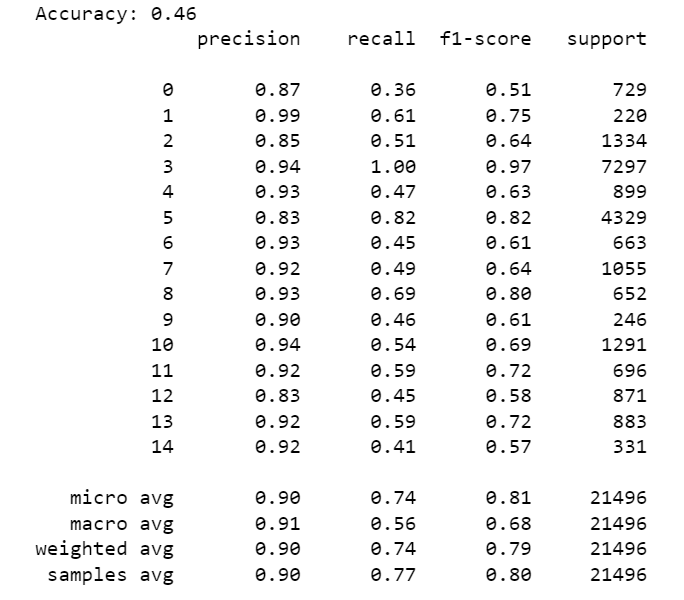 Accuracy: 0.46
precision recall f1-score support
0 0.87 0.36 0.51 729
1 0.99 0.61 0.75 220
2 0.85 0.51 0.64 1334
3 0.94 1.00 0.97 7297
4 0.93 0.47 0.63 899
5 0.83 0.82 0.82 4329
6 0.93 0.45 0.61 663
7 0.92 0.49 0.64 1055
8 0.93 0.69 0.80 652
9 0.90 0.46 0.61 246
10 0.94 0.54 0.69 1291
11 0.92 0.59 0.72 696
12 0.83 0.45 0.58 871
13 0.92 0.59 0.72 883
14 0.92 0.41 0.57 331
micro avg 0.90 0.74 0.81 21496
macro avg 0.91 0.56 0.68 21496
weighted avg 0.90 0.74 0.79 21496
samples avg 0.90 0.77 0.80 21496